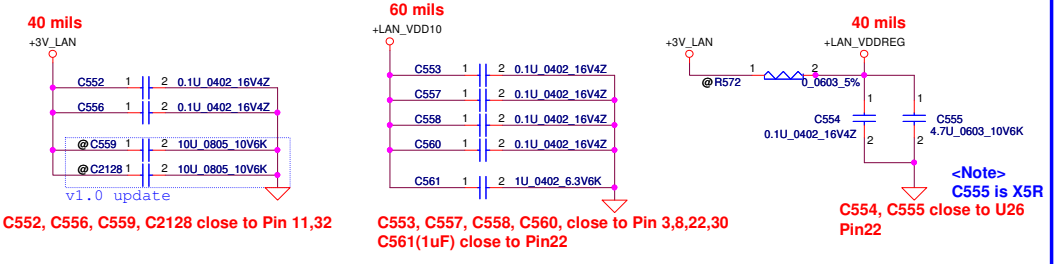 40 mils
+3V_LAN
C552 1 2 0.1U_0402_16V4Z
C556 1 2 0.1U_0402_16V4Z
@C559 1 2 10U_0805_10V6K
@C2128 1 2 10U_0805_10V6K
v1.0 update
C552, C556, C559, C2128 close to Pin 11,32
60 mils
+LAN_VDD10
C553 1 2 0.1U_0402_16V4Z
C557 1 2 0.1U_0402_16V4Z
C558 1 2 0.1U_0402_16V4Z
C560 1 2 0.1U_0402_16V4Z
C561 1 2 1U_0402_6.3V6K
C553, C557, C558, C560, close to Pin 3,8,22,30
C561(1uF) close to Pin22
40 mils
+3V_LAN
+LAN_VDDREG
1 2
@R572 0_0603_5%
1 1
C554
0.1U_0402_16V4Z
2
C555
4.7U_0603_10V6K
2
<Note>
C555 is X5R
C554, C555 close to U26
Pin22